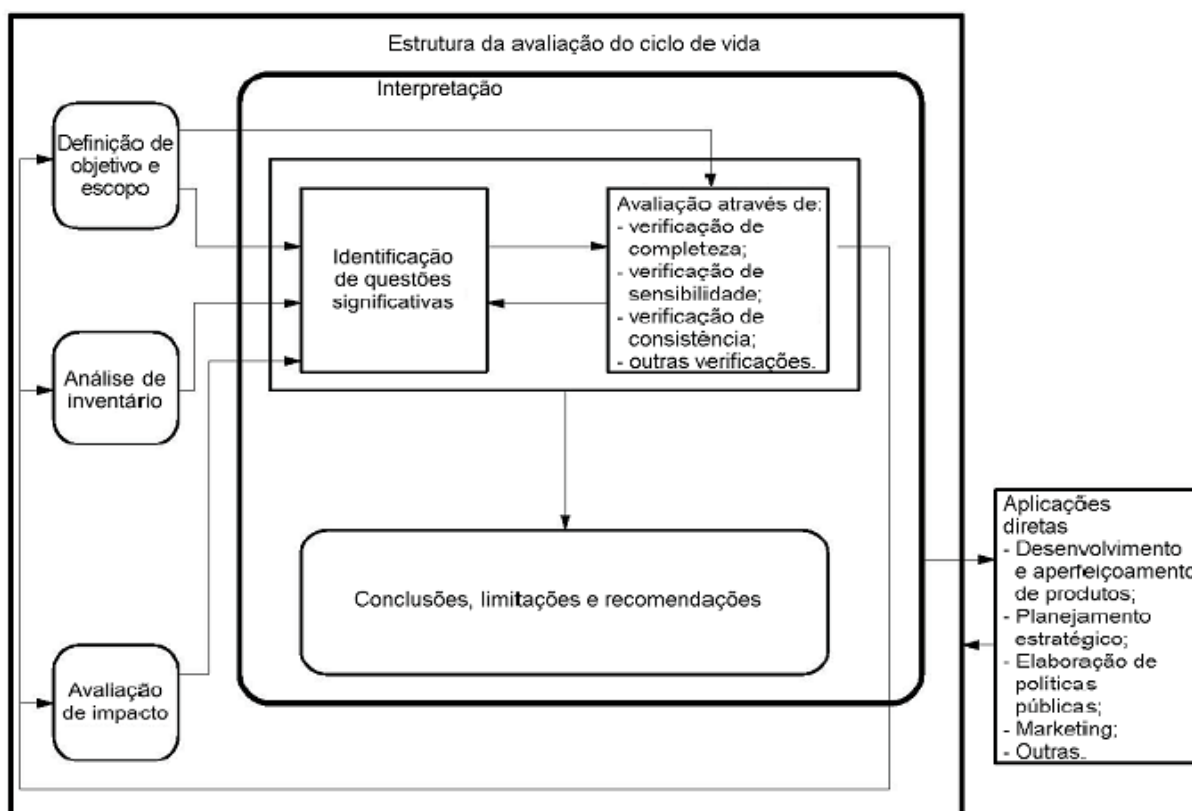 Estrutura da avaliação do ciclo de vida
Interpretação
Definição de
objetivo e
escopo
Identificação
de questões
significativas
Avaliação através de:
- verificação de
completeza;
- verificação de
sensibilidade;
- verificação de
consistência;
- outras verificações.
Análise de
inventário
Conclusões, limitações e recomendações
Avaliação
de impacto
Aplicações
diretas
- Desenvolvimento
e aperfeiçoamento
de produtos;
- Planejamento
estratégico;
- Elaboração de
políticas
públicas;
- Marketing;
- Outras.